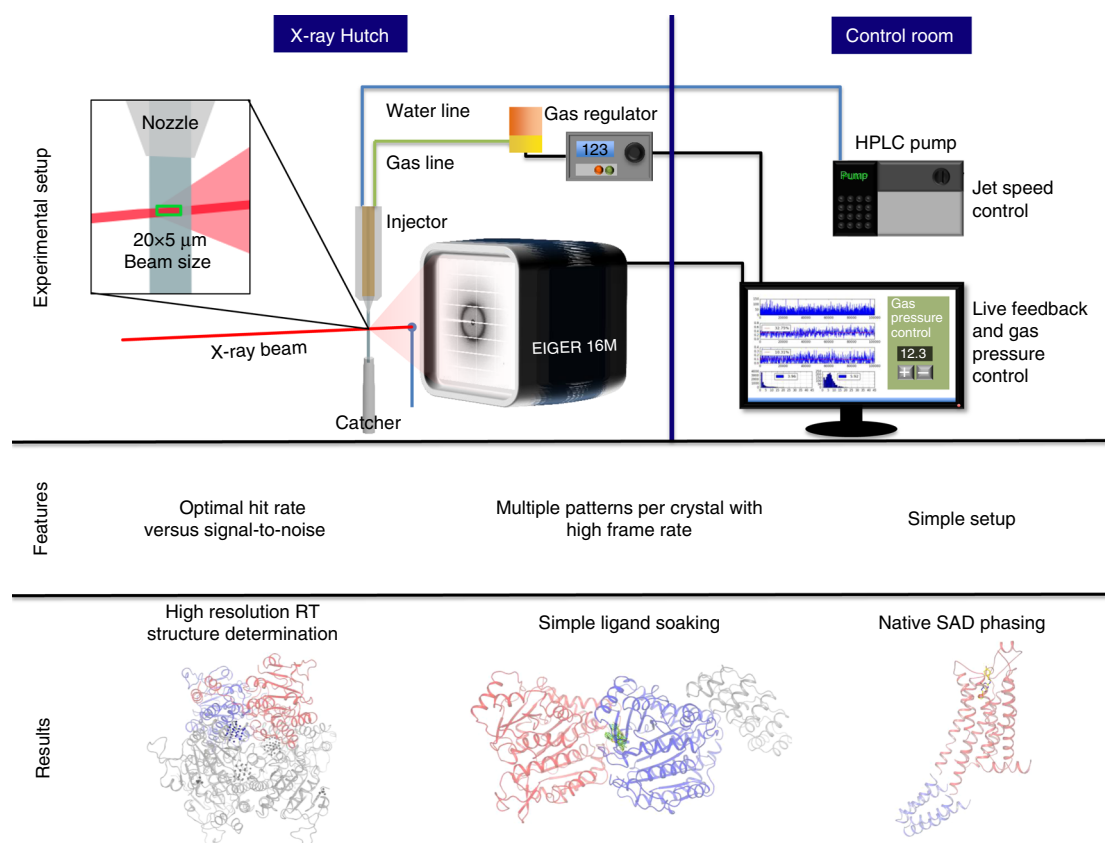 X-ray Hutch
Control room
Experimental setup
Nozzle
20×5 μm
Beam size
Water line
Gas line
Gas regulator
123
HPLC pump
Pump
Jet speed
control
Injector
X-ray beam
EIGER 16M
Catcher
Gas
pressure
control
12.3
+ −
Live feedback
and gas
pressure
control
Features
Optimal hit rate
versus signal-to-noise
Multiple patterns per crystal with
high frame rate
Simple setup
Results
High resolution RT
structure determination
Simple ligand soaking
Native SAD phasing